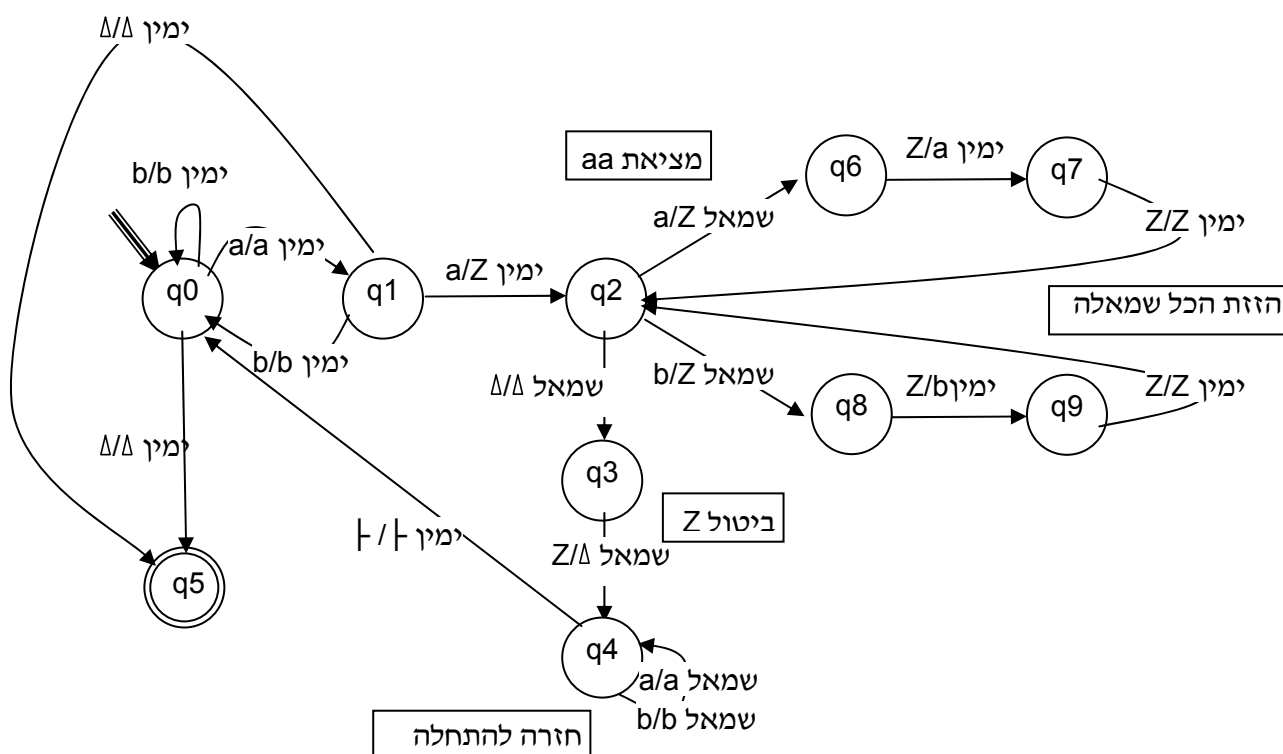 ימין Δ/Δ
מציאת aa
q6
ימין Z/a
q7
ימין b/b
ימין a/a
שמאל a/Z
ימין Z/Z
q0
q1
ימין a/Z
q2
הזזת הכל שמאלה
ימין b/b
שמאל Δ/Δ
שמאל b/Z
q8
ימין Z/b
q9
ימין Z/Z
ימין Δ/Δ
q3
ביטול Z
ימין ├ / ├
שמאל Z/Δ
q5
q4
שמאל a/a
שמאל b/b
חזרה להתחלה